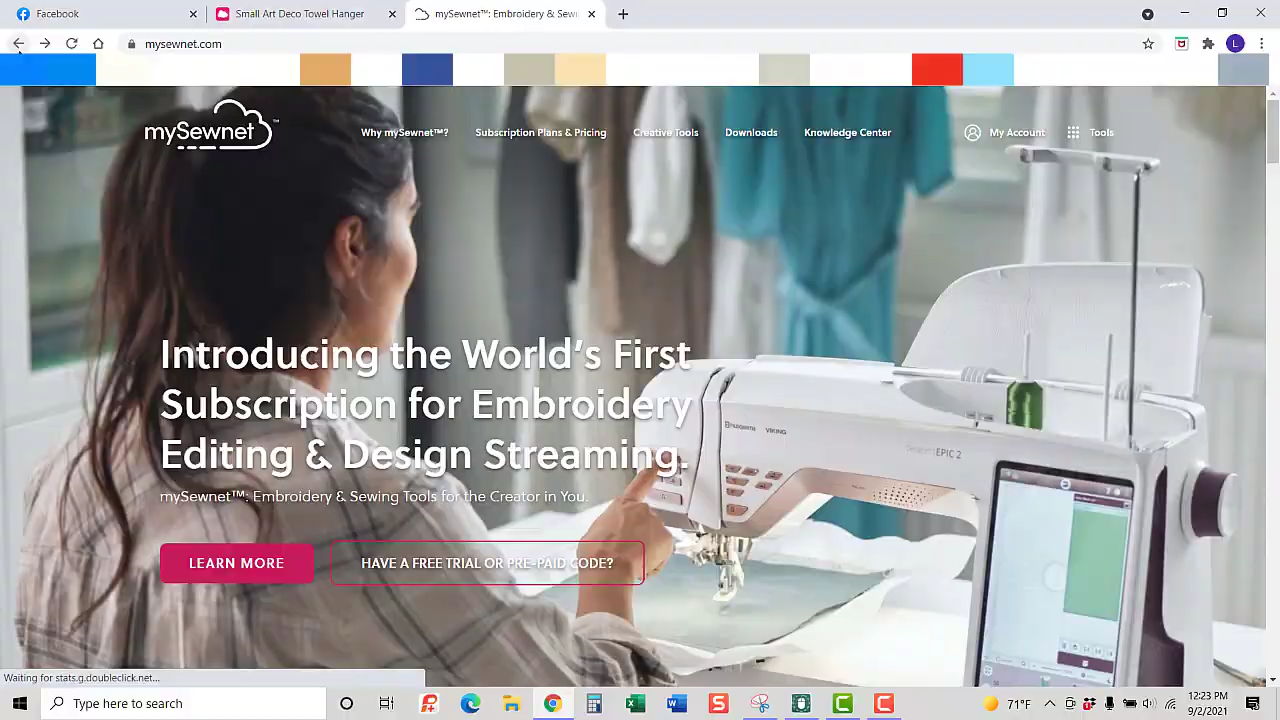 Facebook
Small Art Deco Towel Hanger
mySewnet™: Embroidery & Sew
mysewnet.com
L
mySewnet™
Why mySewnet™?
Subscription Plans & Pricing
Creative Tools
Downloads
Knowledge Center
My Account
Tools
Introducing the World's First
Subscription for Embroidery
Editing & Design Streaming.
mySewnet™: Embroidery & Sewing Tools for the Creator in You.
LEARN MORE
HAVE A FREE TRIAL OR PRE-PAID CODE?
Husqvarna VIKING
EPIC 2
Waiting for stats.g.doubleclick.net...
Type here to search
71°F
12:23 PM
9/2/2021